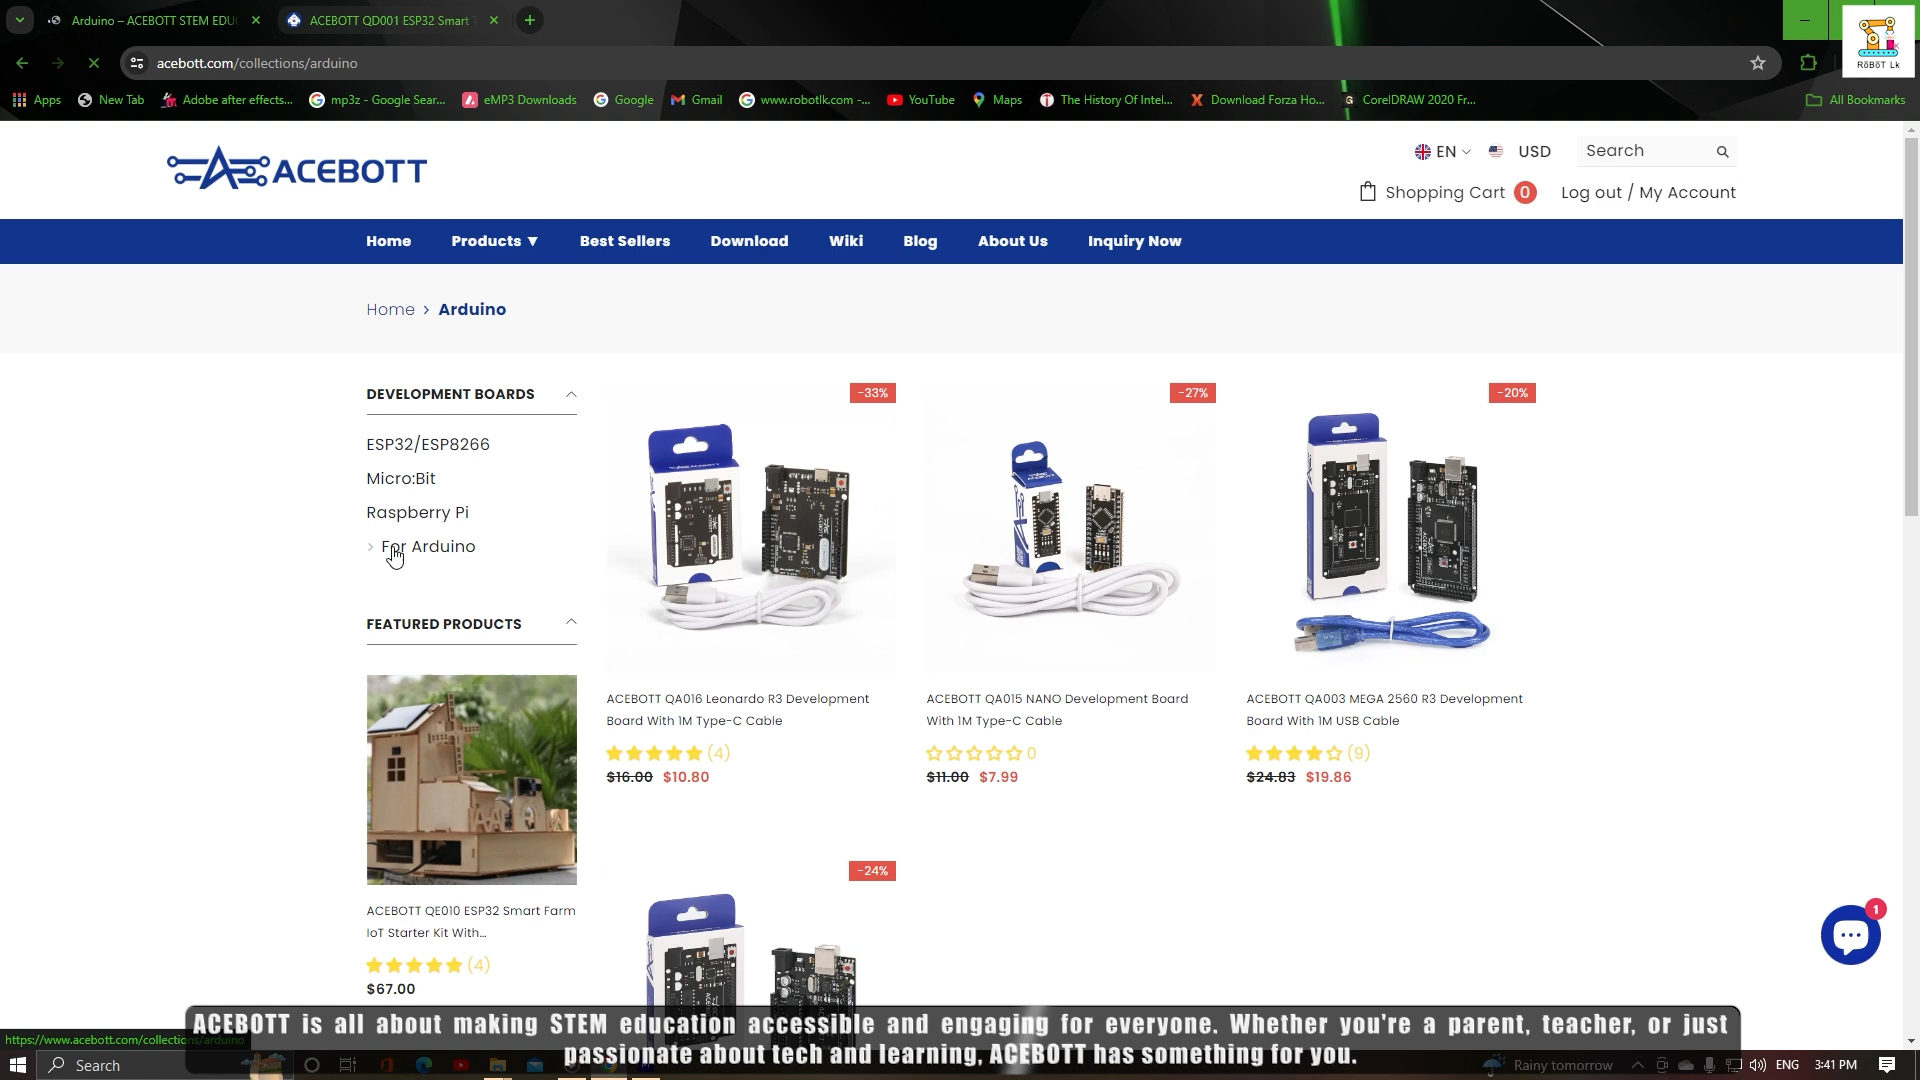 Arduino – ACEBOTT STEM EDU
ACEBOTT QD001 ESP32 Smart T
acebott.com/collections/arduino
RöBöT Lk
Apps
New Tab
Adobe after effects...
mp3z - Google Sear...
eMP3 Downloads
Google
Gmail
www.robotlk.com -...
YouTube
Maps
The History Of Intel...
Download Forza Ho...
CorelDRAW 2020 Fr...
All Bookmarks
ACEBOTT
EN
USD
Search
Shopping Cart 0
Log out / My Account
Home
Products ▼
Best Sellers
Download
Wiki
Blog
About Us
Inquiry Now
Home > Arduino
DEVELOPMENT BOARDS
ESP32/ESP8266
Micro:Bit
Raspberry Pi
> For Arduino
FEATURED PRODUCTS
ACEBOTT QE010 ESP32 Smart Farm
IoT Starter Kit With...
(4)
$67.00
-33%
ACEBOTT QA016 Leonardo R3 Development
Board With 1M Type-C Cable
(4)
$16.00 $10.80
-27%
ACEBOTT QA015 NANO Development Board
With 1M Type-C Cable
0
$11.00 $7.99
-20%
ACEBOTT QA003 MEGA 2560 R3 Development
Board With 1M USB Cable
(9)
$24.83 $19.86
-24%
1
ACEBOTT is all about making STEM education accessible and engaging for everyone. Whether you're a parent, teacher, or just
passionate about tech and learning, ACEBOTT has something for you.
https://www.acebott.com/collections/arduino
Search
Rainy tomorrow
ENG
3:41 PM